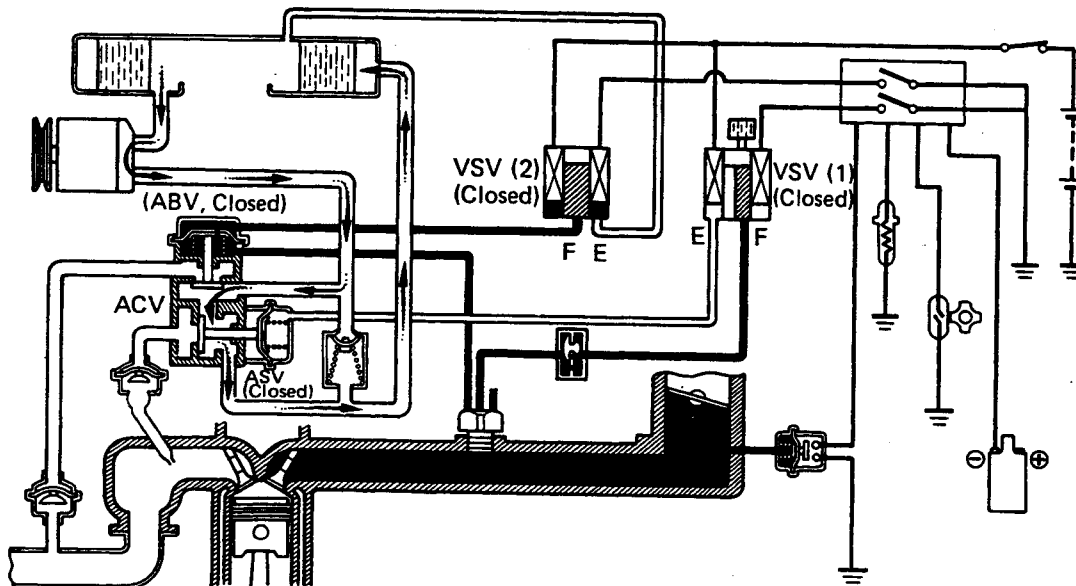 VSV (2)
(Closed)
VSV (1)
(Closed)
(ABV, Closed)
F E
E F
ACV
ASV
(Closed)
⊖ ⊕